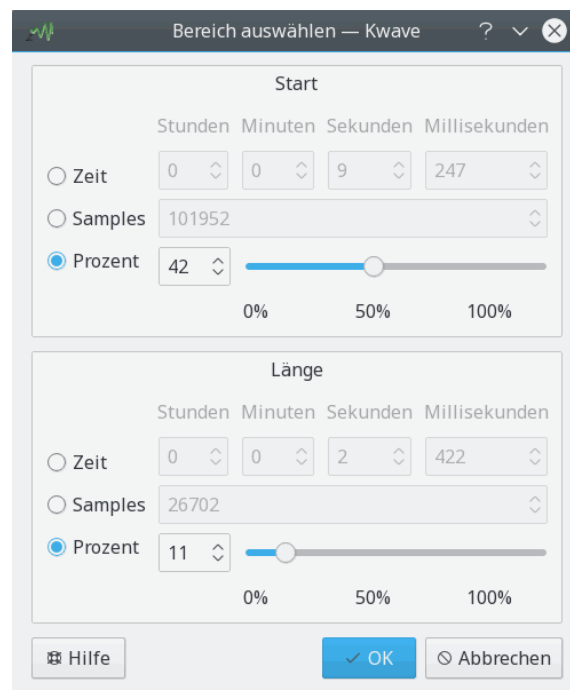 Bereich auswählen — Kwave
Start
Stunden Minuten Sekunden Millisekunden
Zeit 0 0 9 247
Samples 101952
Prozent 42
0% 50% 100%
Länge
Stunden Minuten Sekunden Millisekunden
Zeit 0 0 2 422
Samples 26702
Prozent 11
0% 50% 100%
Hilfe OK Abbrechen